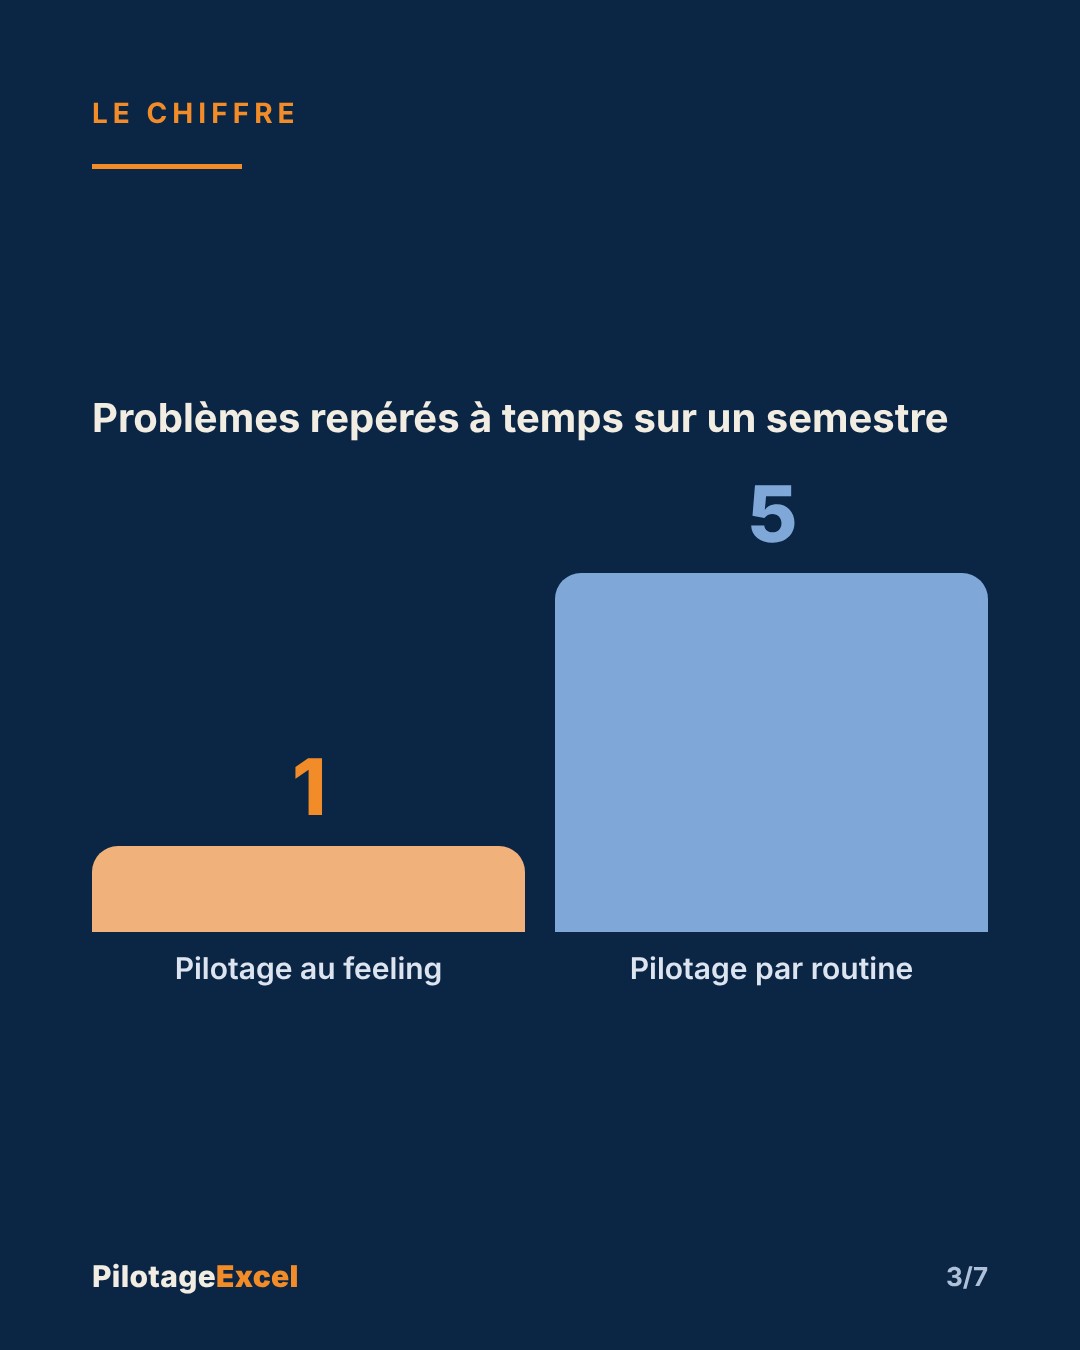 LE CHIFFRE
Problèmes repérés à temps sur un semestre
5
1
Pilotage au feeling
Pilotage par routine
PilotageExcel
3/7